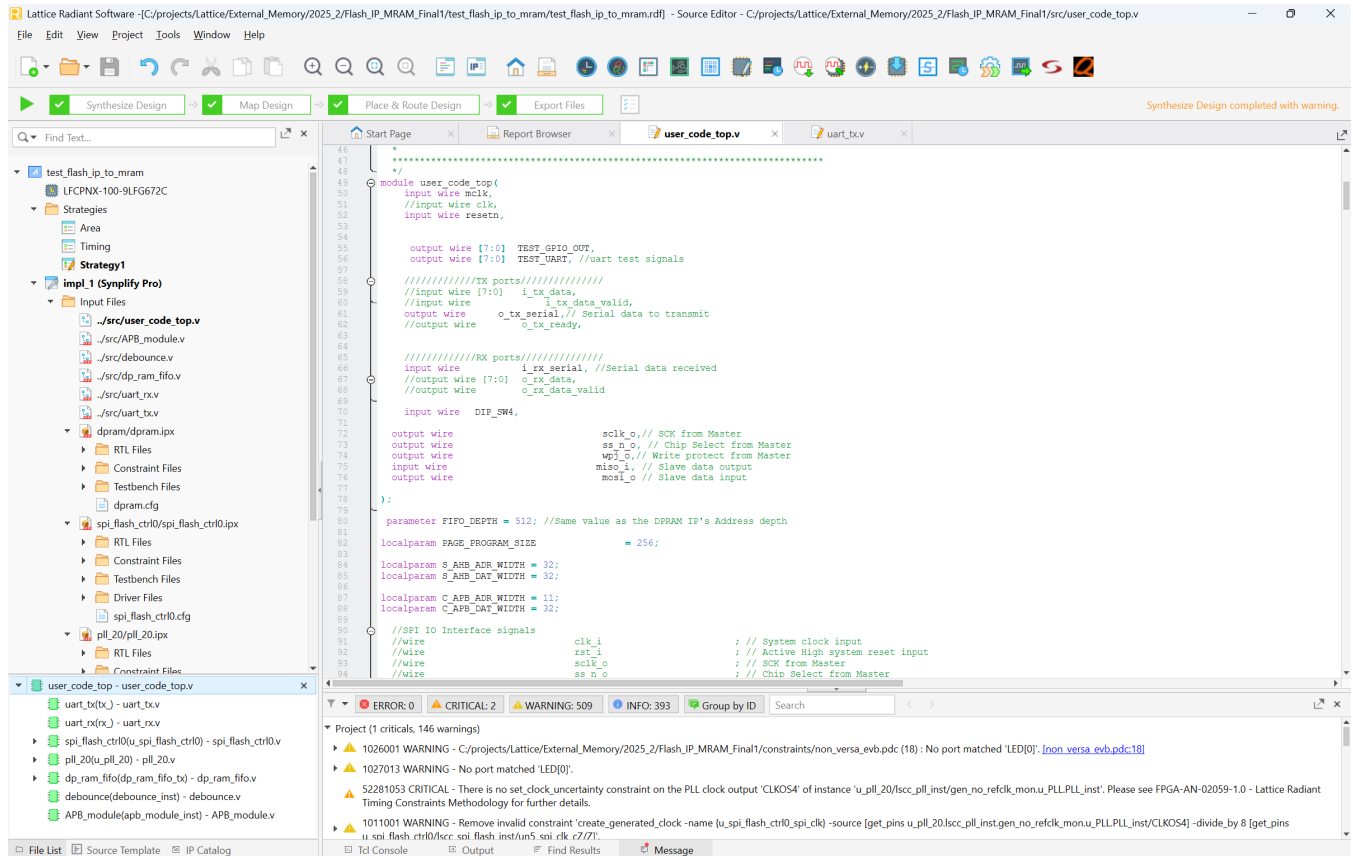 Lattice Radiant Software -[C:/projects/Lattice/External_Memory/2025_2/Flash_IP_MRAM_Final1/test_flash_ip_to_mram/test_flash_ip_to_mram.rdf] - Source Editor - C:/projects/Lattice/External_Memory/2025_2/Flash_IP_MRAM_Final1/src/user_code_top.v
File Edit View Project Tools Window Help
Synthesize Design Map Design Place & Route Design Export Files Synthesize Design completed with warning.
Find Text...
test_flash_ip_to_mram
LFCPNX-100-9LFG672C
Strategies
Area
Timing
Strategy1
impl_1 (Synplify Pro)
Input Files
../src/user_code_top.v
../src/APB_module.v
../src/debounce.v
../src/dp_ram_fifo.v
../src/uart_rx.v
../src/uart_tx.v
dpram/dpram.ipx
RTL Files
Constraint Files
Testbench Files
dpram.cfg
spi_flash_ctrl0/spi_flash_ctrl0.ipx
RTL Files
Constraint Files
Testbench Files
Driver Files
spi_flash_ctrl0.cfg
pll_20/pll_20.ipx
RTL Files
Constraint Files
user_code_top - user_code_top.v
uart_tx(tx_) - uart_tx.v
uart_rx(rx_) - uart_rx.v
spi_flash_ctrl0(u_spi_flash_ctrl0) - spi_flash_ctrl0.v
pll_20(u_pll_20) - pll_20.v
dp_ram_fifo(dp_ram_fifo_tx) - dp_ram_fifo.v
debounce(debounce_inst) - debounce.v
APB_module(apb_module_inst) - APB_module.v
File List Source Template IP Catalog
Start Page Report Browser user_code_top.v uart_tx.v
46 *
47 ******************************************************************************
48 */
49 module user_code_top(
50 input wire mclk,
51 //input wire clk,
52 input wire resetn,
53
54
55 output wire [7:0] TEST_GPIO_OUT,
56 output wire [7:0] TEST_UART, //uart test signals
57
58 /////////////TX ports///////////////
59 //input wire [7:0] i_tx_data,
60 //input wire i_tx_data_valid,
61 output wire o_tx_serial,// Serial data to transmit
62 //output wire o_tx_ready,
63
64
65 /////////////RX ports///////////////
66 input wire i_rx_serial, //Serial data received
67 //output wire [7:0] o_rx_data,
68 //output wire o_rx_data_valid
69
70 input wire DIP_SW4,
71
72 output wire sclk_o,// SCK from Master
73 output wire ss_n_o, // Chip Select from Master
74 output wire wpj_o,// Write protect from Master
75 input wire miso_i, // Slave data output
76 output wire mosi_o // Slave data input
77
78 );
79
80 parameter FIFO_DEPTH = 512; //Same value as the DPRAM IP's Address depth
81
82 localparam PAGE_PROGRAM_SIZE = 256;
83
84 localparam S_AHB_ADR_WIDTH = 32;
85 localparam S_AHB_DAT_WIDTH = 32;
86
87 localparam C_APB_ADR_WIDTH = 11;
88 localparam C_APB_DAT_WIDTH = 32;
89
90 //SPI IO Interface signals
91 //wire clk_i ; // System clock input
92 //wire rst_i ; // Active High system reset input
93 //wire sclk_o ; // SCK from Master
94 //wire ss_n_o ; // Chip Select from Master
ERROR: 0 CRITICAL: 2 WARNING: 509 INFO: 393 Group by ID Search
Project (1 criticals, 146 warnings)
1026001 WARNING - C:/projects/Lattice/External_Memory/2025_2/Flash_IP_MRAM_Final1/constraints/non_versa_evb.pdc (18) : No port matched 'LED[0]'. [non_versa_evb.pdc:18]
1027013 WARNING - No port matched 'LED[0]'.
52281053 CRITICAL - There is no set_clock_uncertainty constraint on the PLL clock output 'CLKOS4' of instance 'u_pll_20/lscc_pll_inst/gen_no_refclk_mon.u_PLL.PLL_inst'. Please see FPGA-AN-02059-1.0 - Lattice Radiant
Timing Constraints Methodology for further details.
1011001 WARNING - Remove invalid constraint 'create_generated_clock -name {u_spi_flash_ctrl0_spi_clk} -source [get_pins u_pll_20.lscc_pll_inst.gen_no_refclk_mon.u_PLL.PLL_inst/CLKOS4] -divide_by 8 [get_pins
u_spi_flash_ctrl0/lscc_spi_flash_inst/un5_spi_clk_cZ/Z]'.
Tcl Console Output Find Results Message